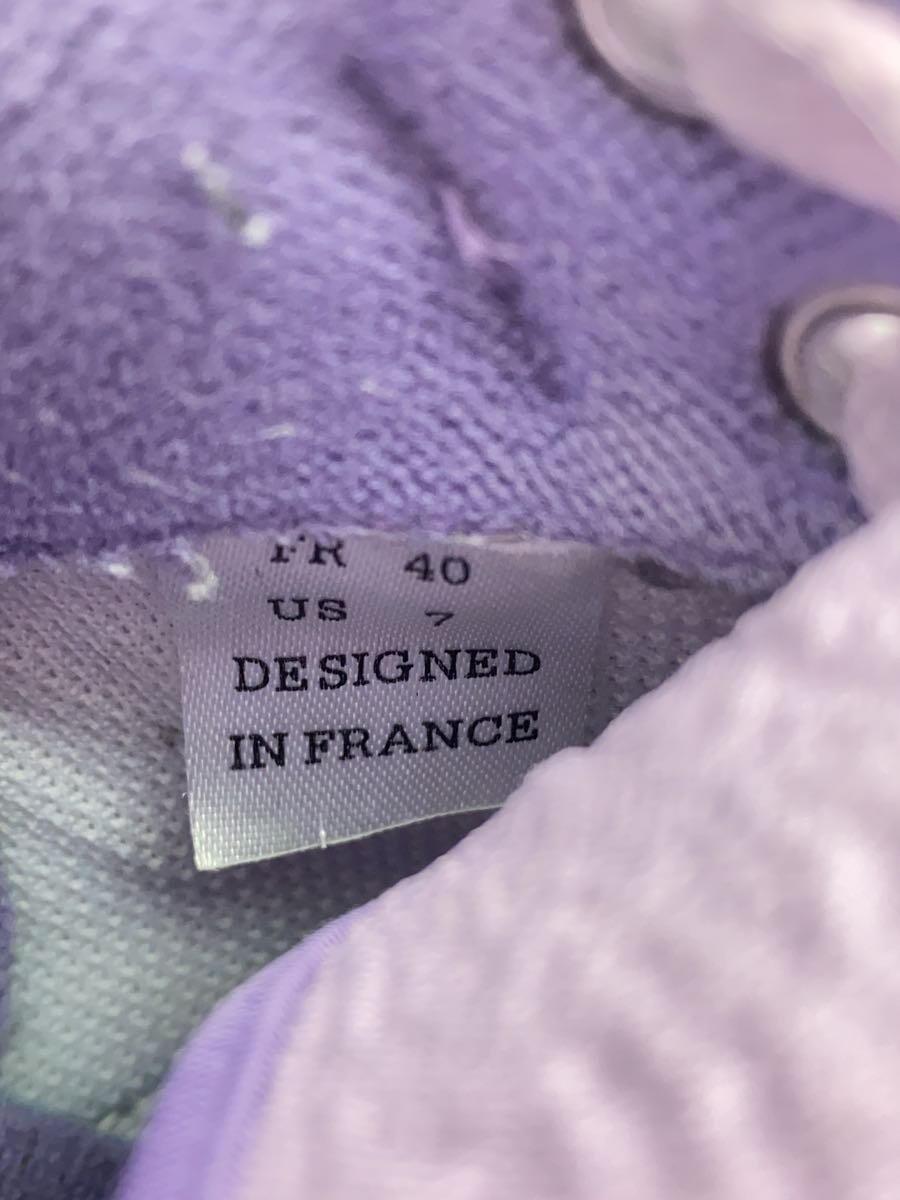 FR 40
US 7
DESIGNED
IN FRANCE